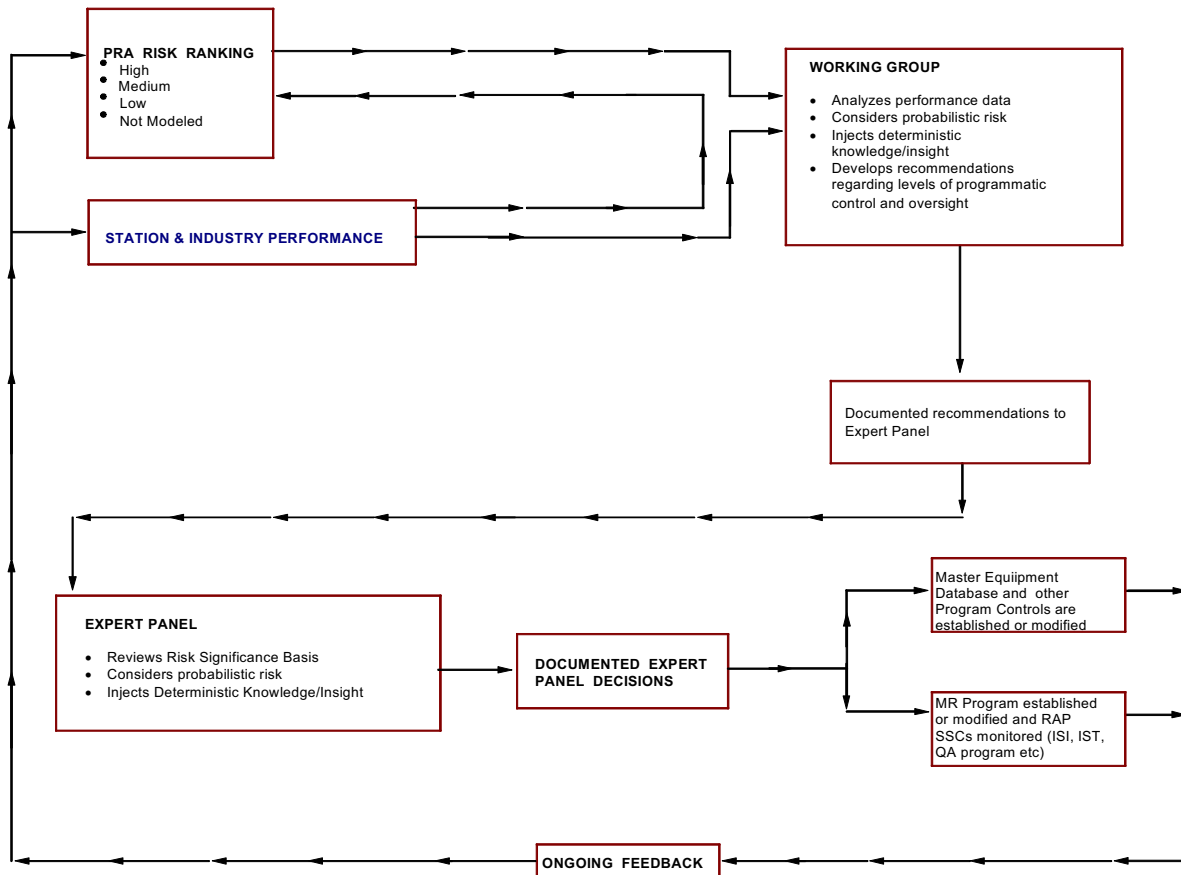 PRA RISK RANKING
• High
• Medium
• Low
• Not Modeled
STATION & INDUSTRY PERFORMANCE
WORKING GROUP
• Analyzes performance data
• Considers probabilistic risk
• Injects deterministic
knowledge/insight
• Develops recommendations
regarding levels of programmatic
control and oversight
Documented recommendations to
Expert Panel
EXPERT PANEL
• Reviews Risk Significance Basis
• Considers probabilistic risk
• Injects Deterministic Knowledge/Insight
DOCUMENTED EXPERT
PANEL DECISIONS
Master Equiipment
Database and other
Program Controls are
established or modified
MR Program established
or modified and RAP
SSCs monitored (ISI, IST,
QA program etc)
ONGOING FEEDBACK